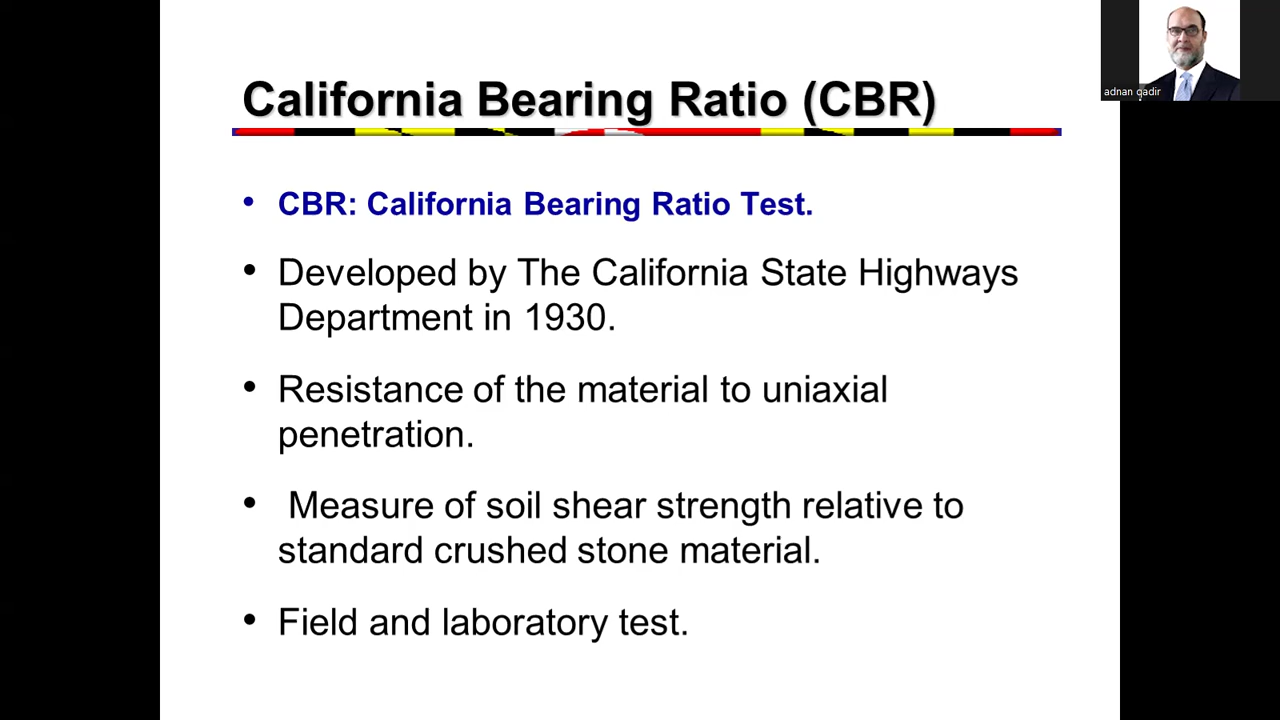 California Bearing Ratio (CBR)
adnan qadir
• CBR: California Bearing Ratio Test.
• Developed by The California State Highways
Department in 1930.
• Resistance of the material to uniaxial
penetration.
• Measure of soil shear strength relative to
standard crushed stone material.
• Field and laboratory test.